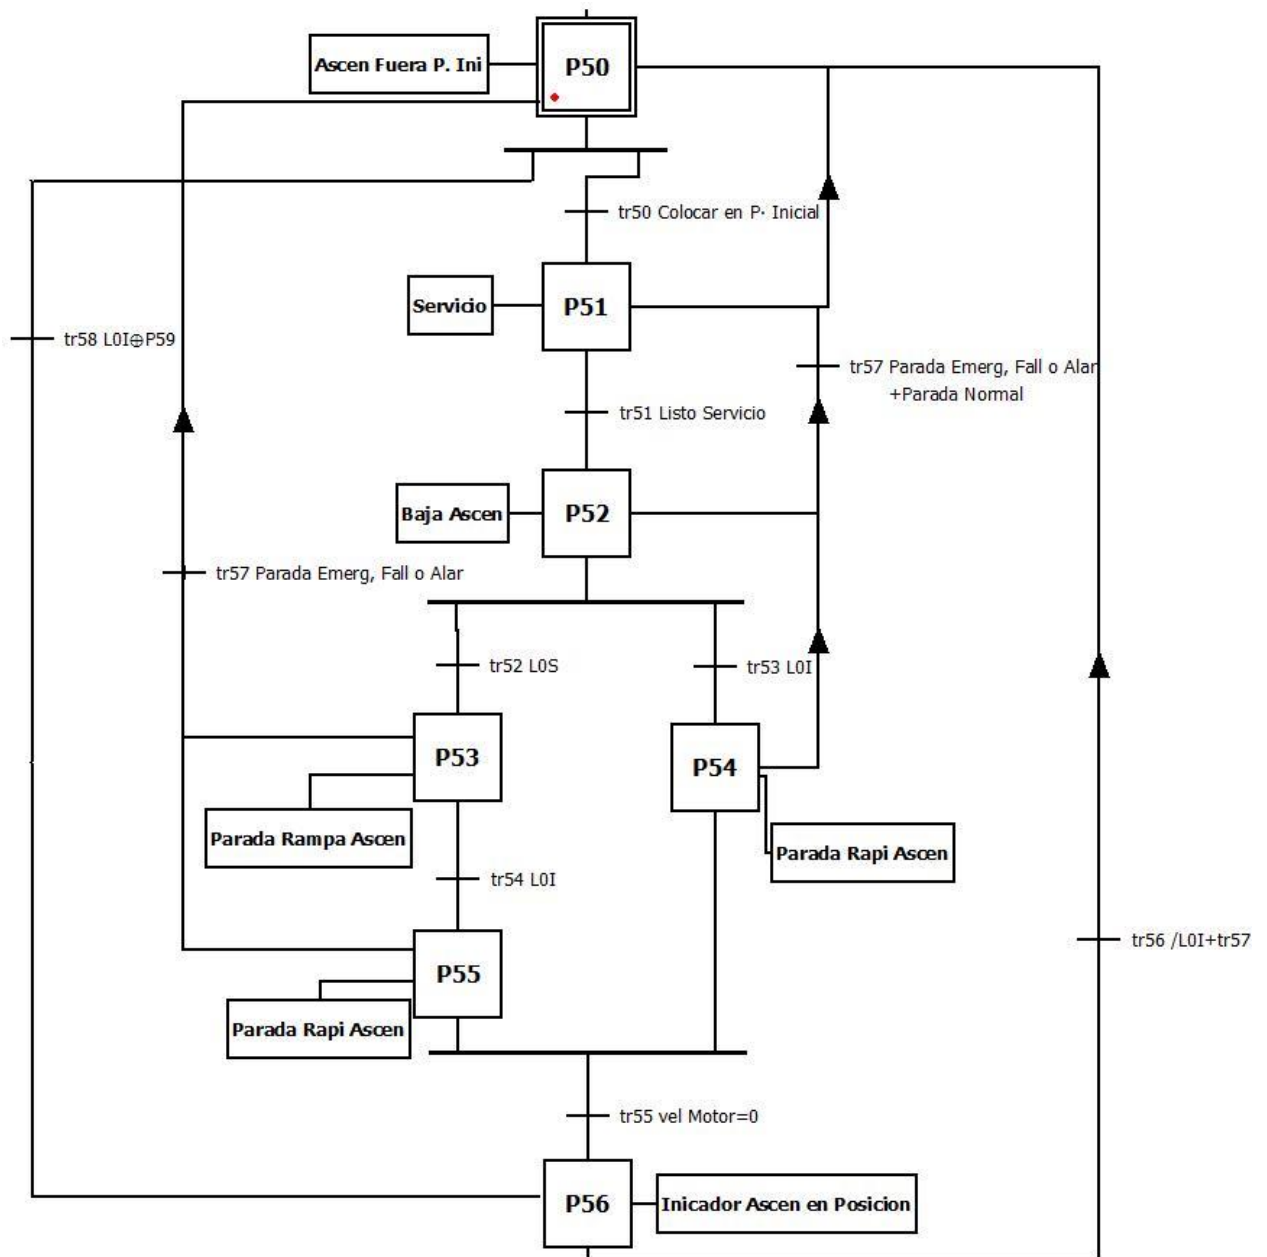 Ascen Fuera P. Ini
P50
tr50 Colocar en P· Inicial
Servicio
P51
tr58 L0I⊕P59
tr57 Parada Emerg, Fall o Alar
+Parada Normal
tr51 Listo Servicio
Baja Ascen
P52
tr57 Parada Emerg, Fall o Alar
tr52 L0S
tr53 L0I
P53
P54
Parada Rampa Ascen
Parada Rapi Ascen
tr54 L0I
tr56 /L0I+tr57
P55
Parada Rapi Ascen
tr55 vel Motor=0
P56
Inicador Ascen en Posicion